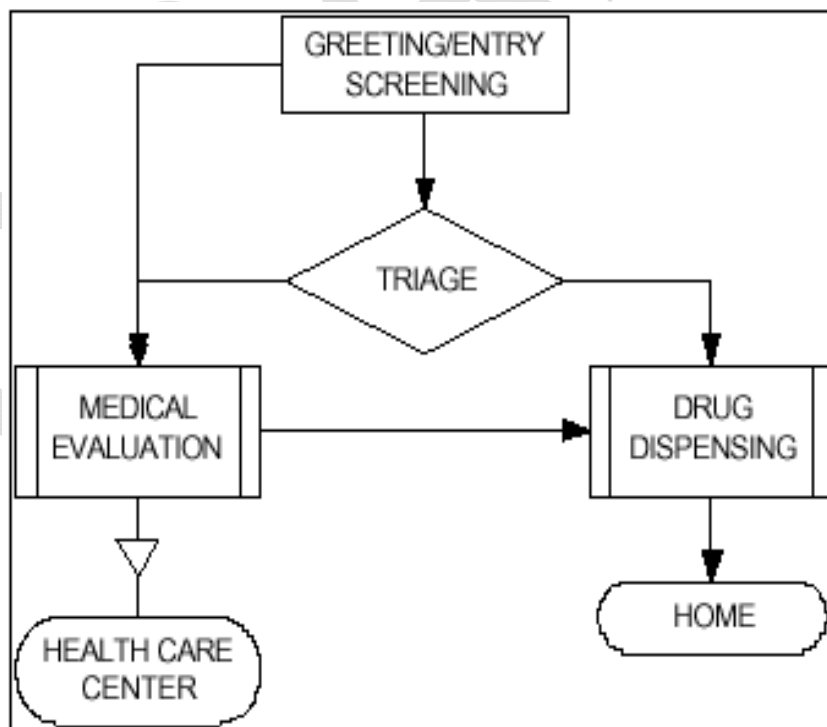 GREETING/ENTRY
SCREENING
TRIAGE
MEDICAL
EVALUATION
DRUG
DISPENSING
HOME
HEALTH CARE
CENTER